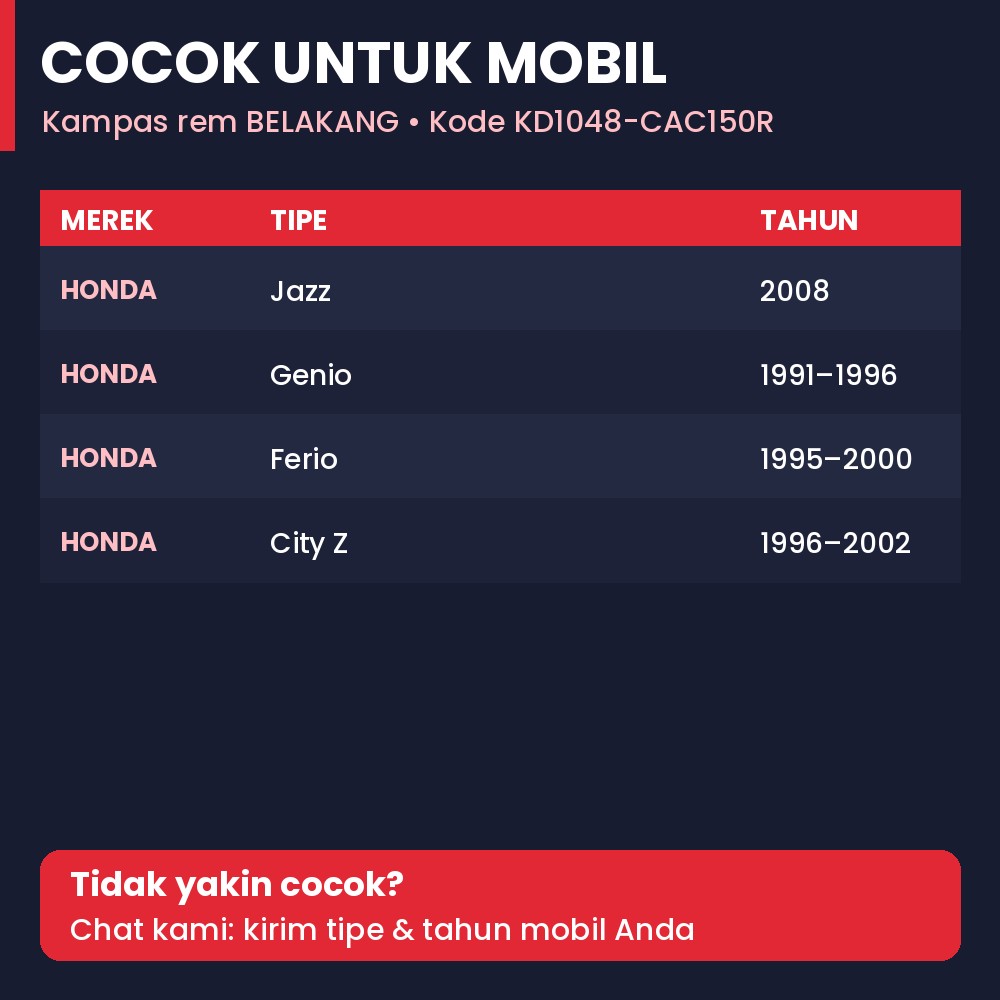 COCOK UNTUK MOBIL
Kampas rem BELAKANG • Kode KD1048-CAC150R
MEREK TIPE TAHUN
HONDA Jazz 2008
HONDA Genio 1991–1996
HONDA Ferio 1995–2000
HONDA City Z 1996–2002
Tidak yakin cocok?
Chat kami: kirim tipe & tahun mobil Anda